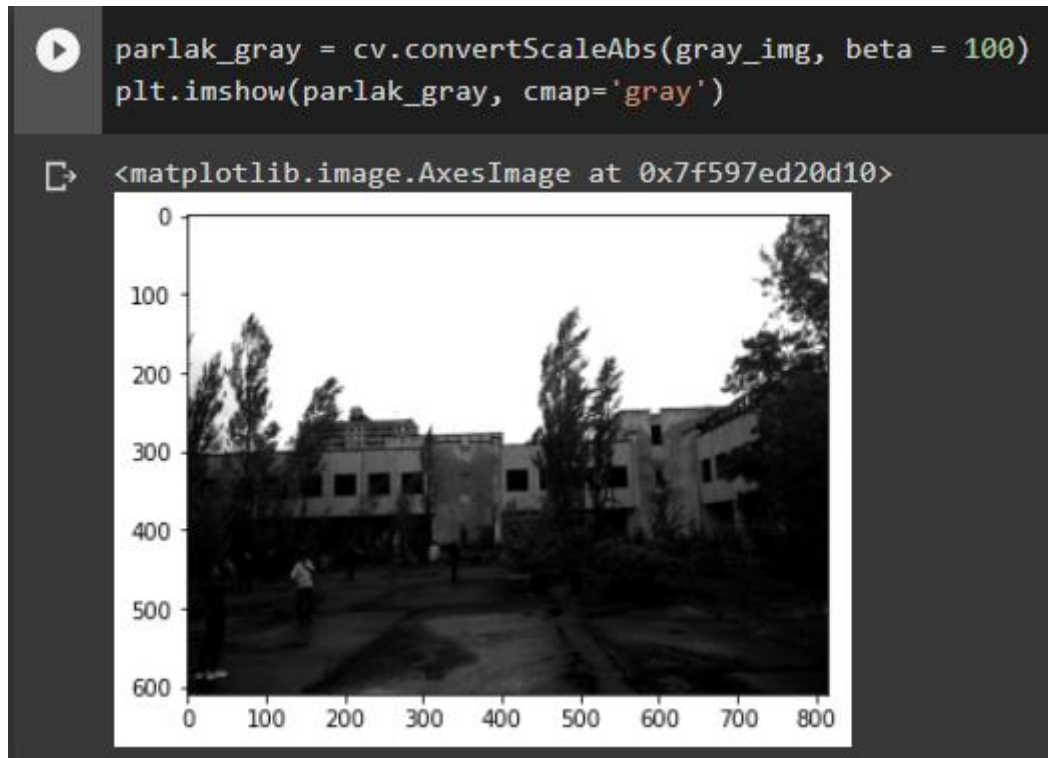 parlak_gray = cv.convertScaleAbs(gray_img, beta = 100)
plt.imshow(parlak_gray, cmap='gray')
<matplotlib.image.AxesImage at 0x7f597ed20d10>
0
100
200
300
400
500
600
0 100 200 300 400 500 600 700 800